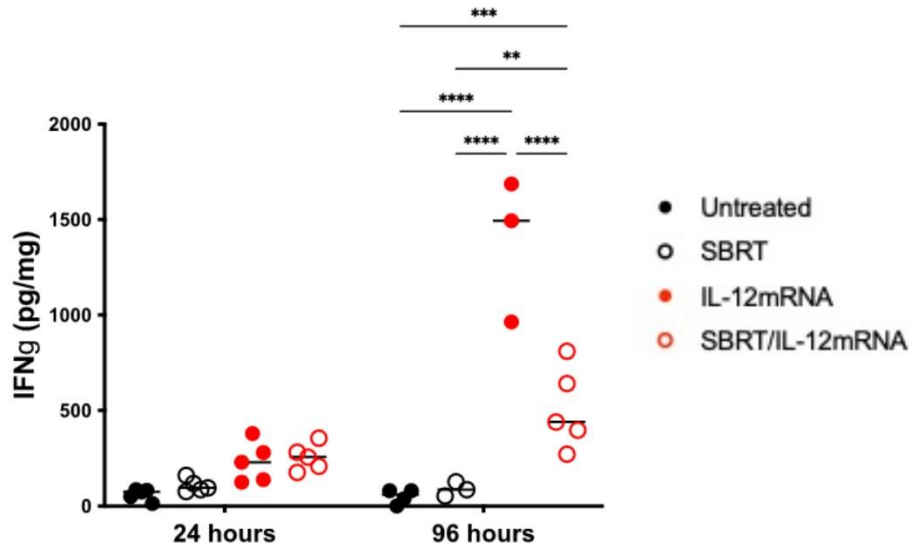 ***
**
****
**** ****
2000
1500
1000
500
0
IFNg (pg/mg)
24 hours 96 hours
Untreated
SBRT
IL-12mRNA
SBRT/IL-12mRNA